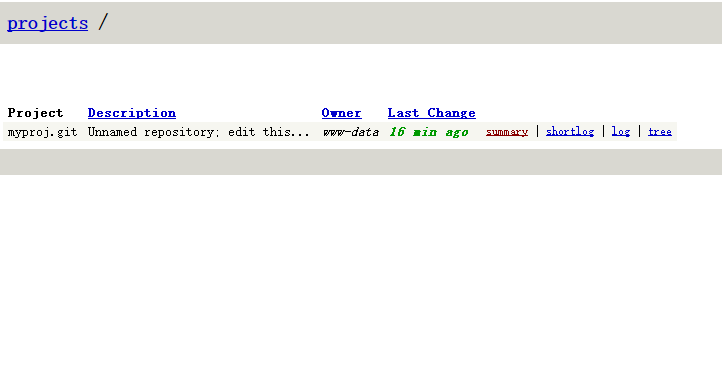 projects /
Project Description Owner Last Change
myproj.git Unnamed repository; edit this... www-data 16 min ago summary | shortlog | log | tree